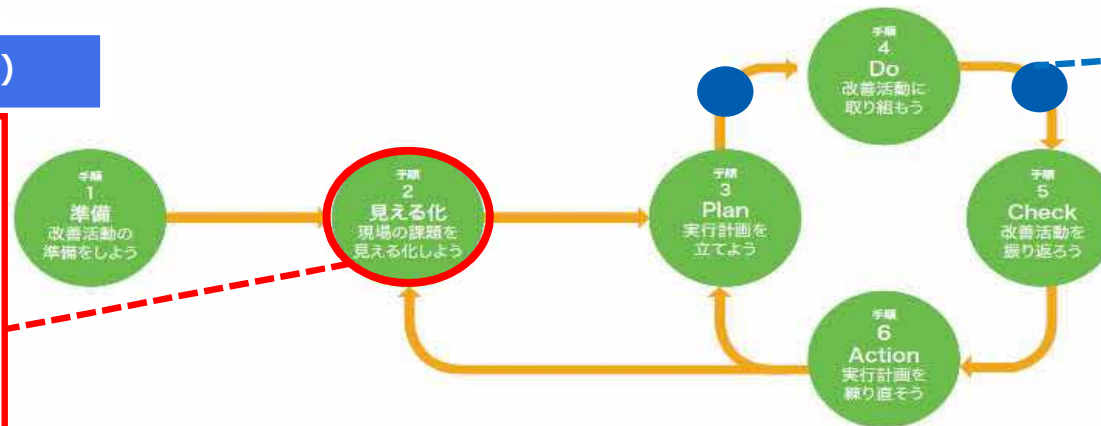 )
手順
1
準備
改善活動の
準備をしよう
手順
2
見える化
現場の課題を
見える化しよう
手順
3
Plan
実行計画を
立てよう
手順
4
Do
改善活動に
取り組もう
手順
5
Check
改善活動を
振り返ろう
手順
6
Action
実行計画を
練り直そう